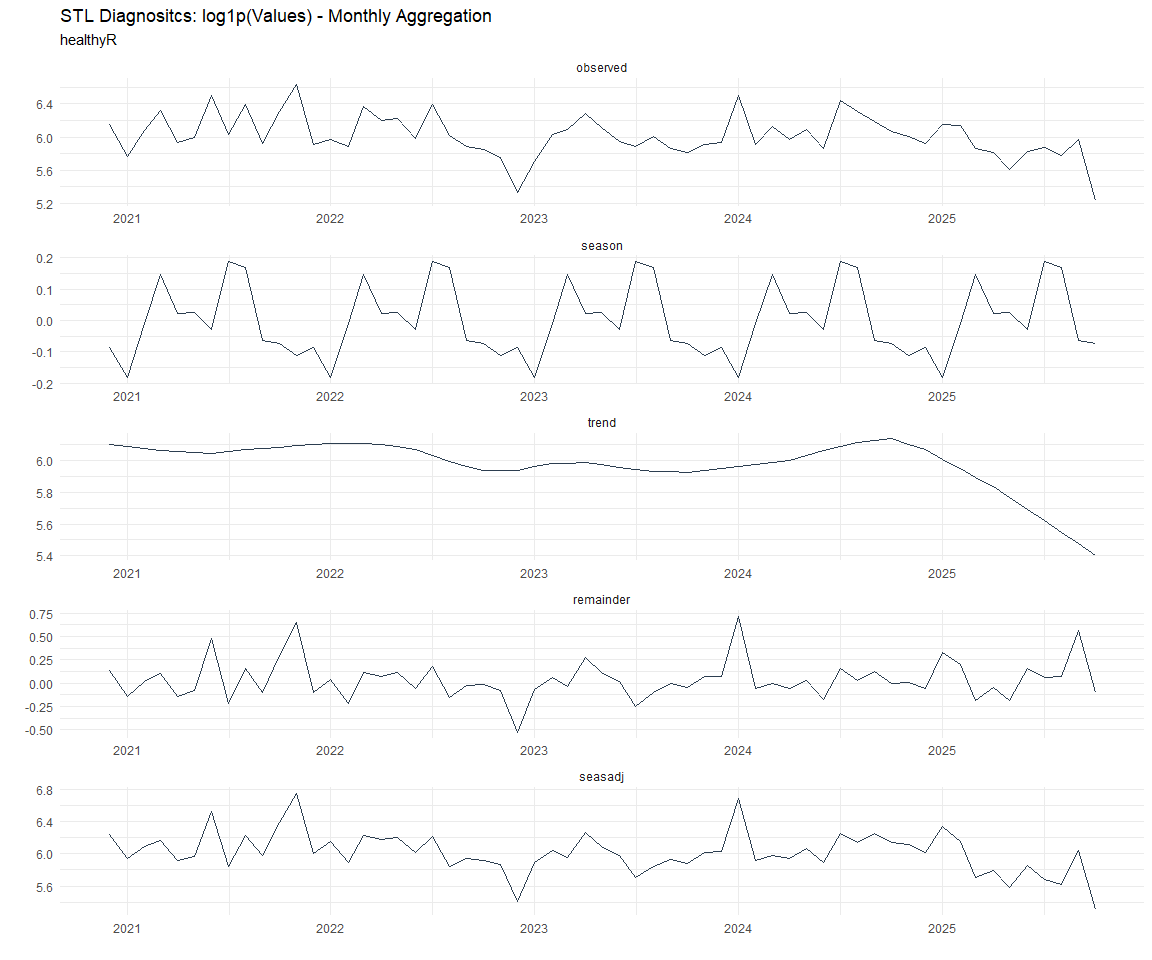 STL Diagnositcs: log1p(Values) - Monthly Aggregation
healthyR
observed
6.4
6.0
5.6
5.2
2021 2022 2023 2024 2025
season
0.2
0.1
0.0
-0.1
-0.2
2021 2022 2023 2024 2025
trend
6.0
5.8
5.6
5.4
2021 2022 2023 2024 2025
remainder
0.75
0.50
0.25
0.00
-0.25
-0.50
2021 2022 2023 2024 2025
seasadj
6.8
6.4
6.0
5.6
2021 2022 2023 2024 2025